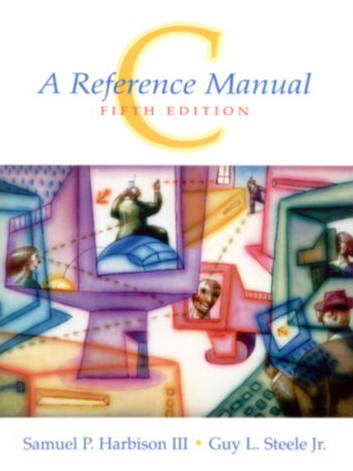 C
A Reference Manual
FIFTH EDITION
Samuel P. Harbison III • Guy L. Steele Jr.